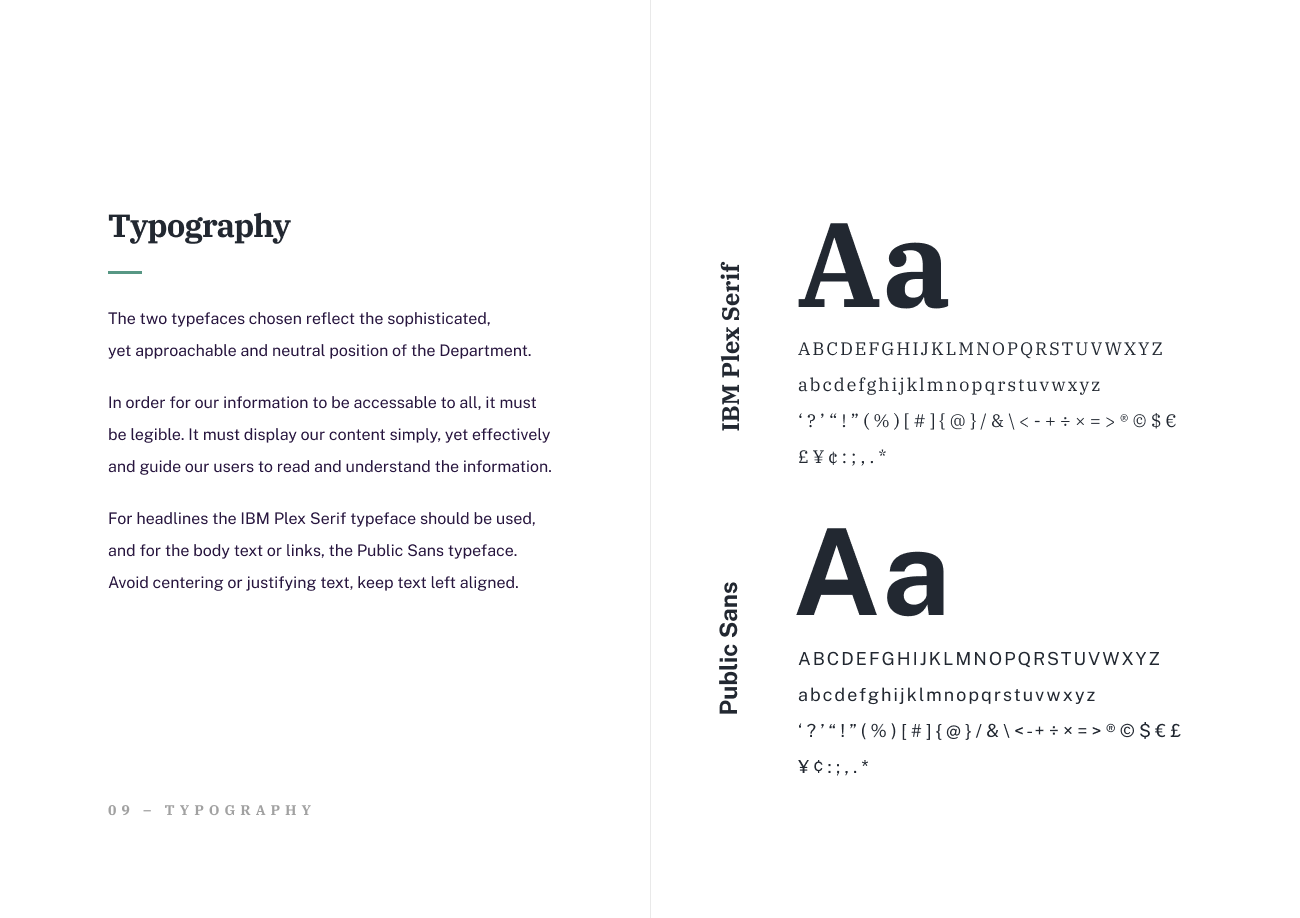 Typography
The two typefaces chosen reflect the sophisticated,
yet approachable and neutral position of the Department.
In order for our information to be accessable to all, it must
be legible. It must display our content simply, yet effectively
and guide our users to read and understand the information.
For headlines the IBM Plex Serif typeface should be used,
and for the body text or links, the Public Sans typeface.
Avoid centering or justifying text, keep text left aligned.
09 – TYPOGRAPHY
IBM Plex Serif
Aa
ABCDEFGHIJKLMNOPQRSTUVWXYZ
abcdefghijklmnopqrstuvwxyz
‘?’“!”(%)[#]{@}/&\<-+÷×=>®©$€
£¥¢:;,.*
Public Sans
Aa
ABCDEFGHIJKLMNOPQRSTUVWXYZ
abcdefghijklmnopqrstuvwxyz
‘?’“!”(%)[#]{@}/&\<-+÷×=>®©$€£
¥¢:;,.*